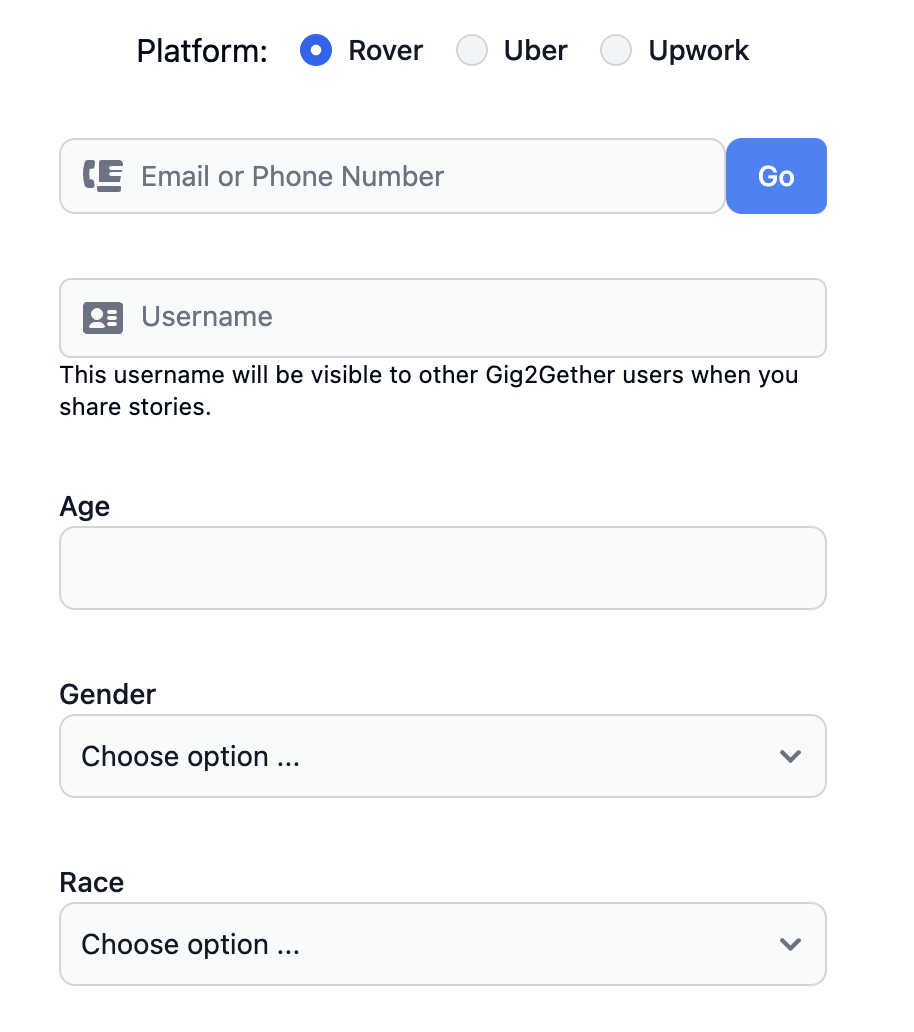 Platform: Rover Uber Upwork
Email or Phone Number Go
Username
This username will be visible to other Gig2Gether users when you
share stories.
Age
Gender
Choose option ...
Race
Choose option ...